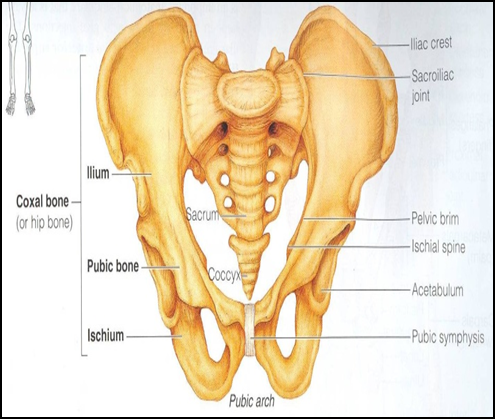 Iliac crest
Sacroiliac
joint
Ilium
Coxal bone
(or hip bone)
Sacrum
Pelvic brim
Ischial spine
Pubic bone
Coccyx
Acetabulum
Ischium
Pubic symphysis
Pubic arch